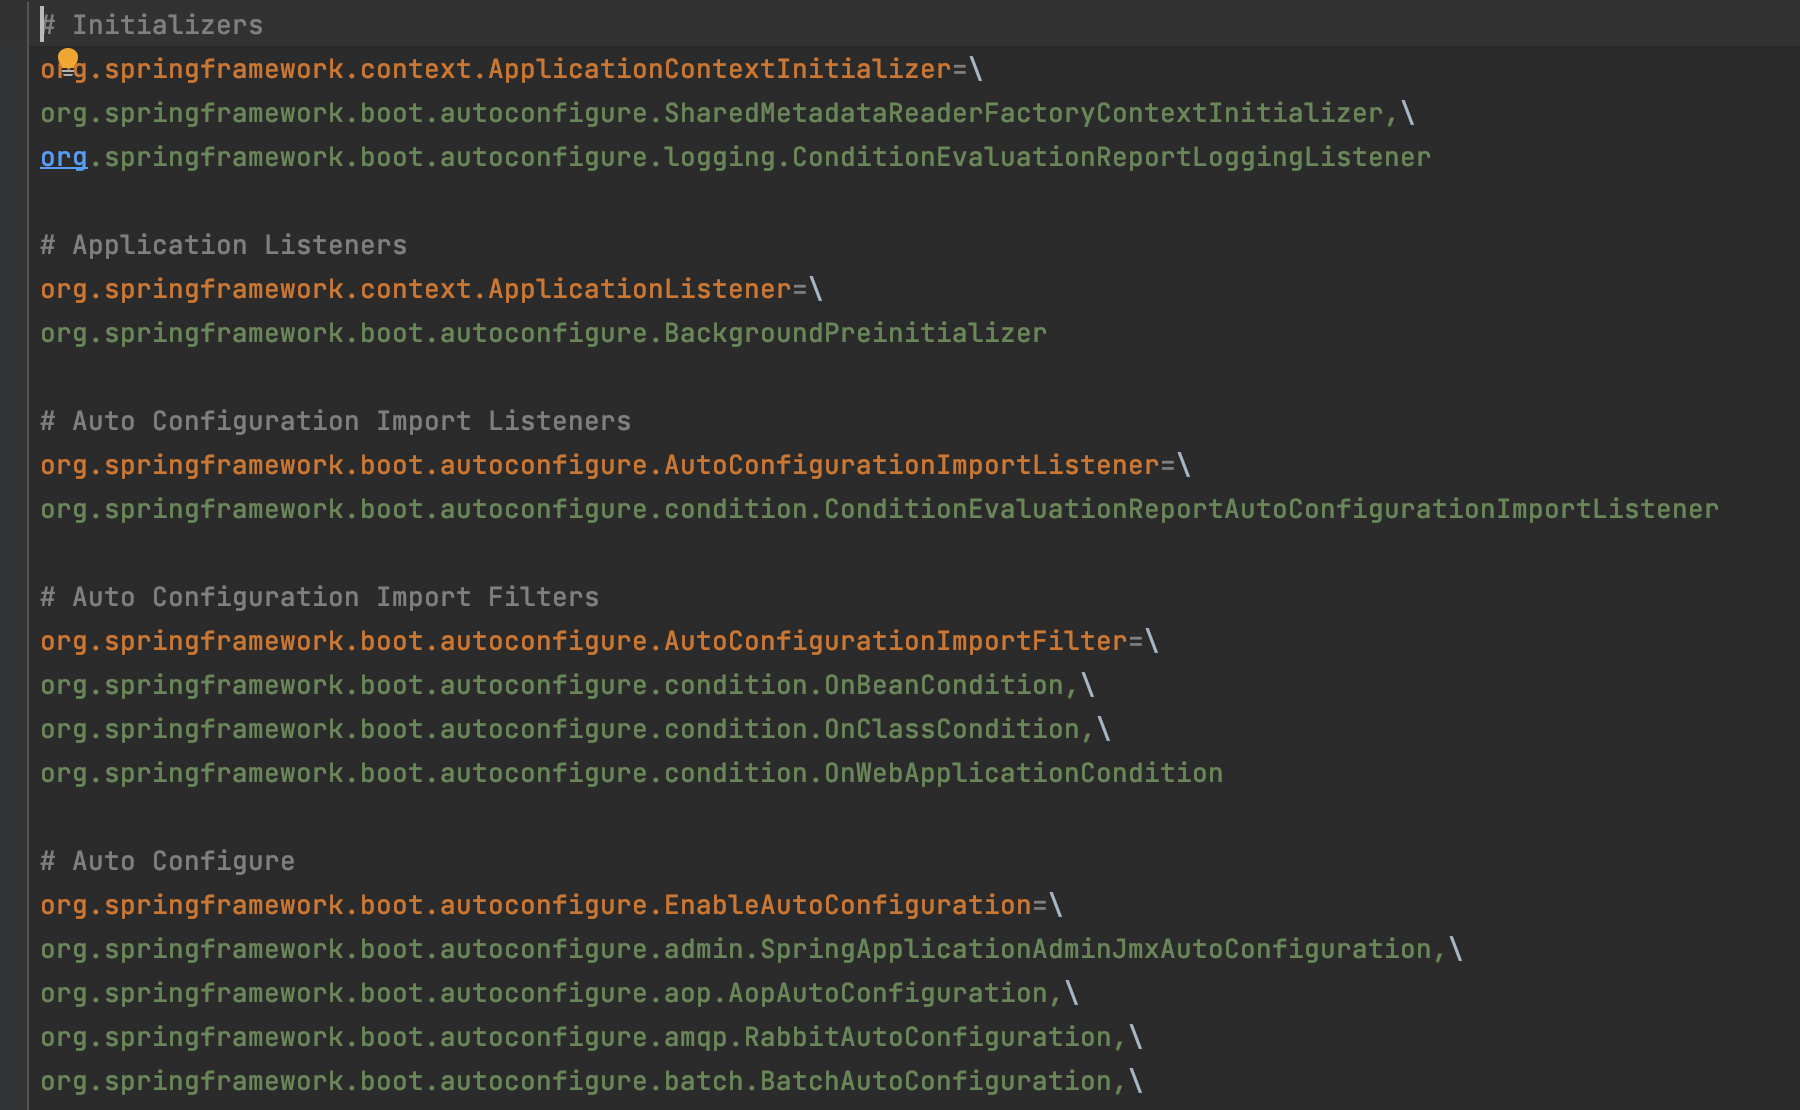 # Initializers
org.springframework.context.ApplicationContextInitializer=\
org.springframework.boot.autoconfigure.SharedMetadataReaderFactoryContextInitializer,\
org.springframework.boot.autoconfigure.logging.ConditionEvaluationReportLoggingListener
# Application Listeners
org.springframework.context.ApplicationListener=\
org.springframework.boot.autoconfigure.BackgroundPreinitializer
# Auto Configuration Import Listeners
org.springframework.boot.autoconfigure.AutoConfigurationImportListener=\
org.springframework.boot.autoconfigure.condition.ConditionEvaluationReportAutoConfigurationImportListener
# Auto Configuration Import Filters
org.springframework.boot.autoconfigure.AutoConfigurationImportFilter=\
org.springframework.boot.autoconfigure.condition.OnBeanCondition,\
org.springframework.boot.autoconfigure.condition.OnClassCondition,\
org.springframework.boot.autoconfigure.condition.OnWebApplicationCondition
# Auto Configure
org.springframework.boot.autoconfigure.EnableAutoConfiguration=\
org.springframework.boot.autoconfigure.admin.SpringApplicationAdminJmxAutoConfiguration,\
org.springframework.boot.autoconfigure.aop.AopAutoConfiguration,\
org.springframework.boot.autoconfigure.amqp.RabbitAutoConfiguration,\
org.springframework.boot.autoconfigure.batch.BatchAutoConfiguration,\